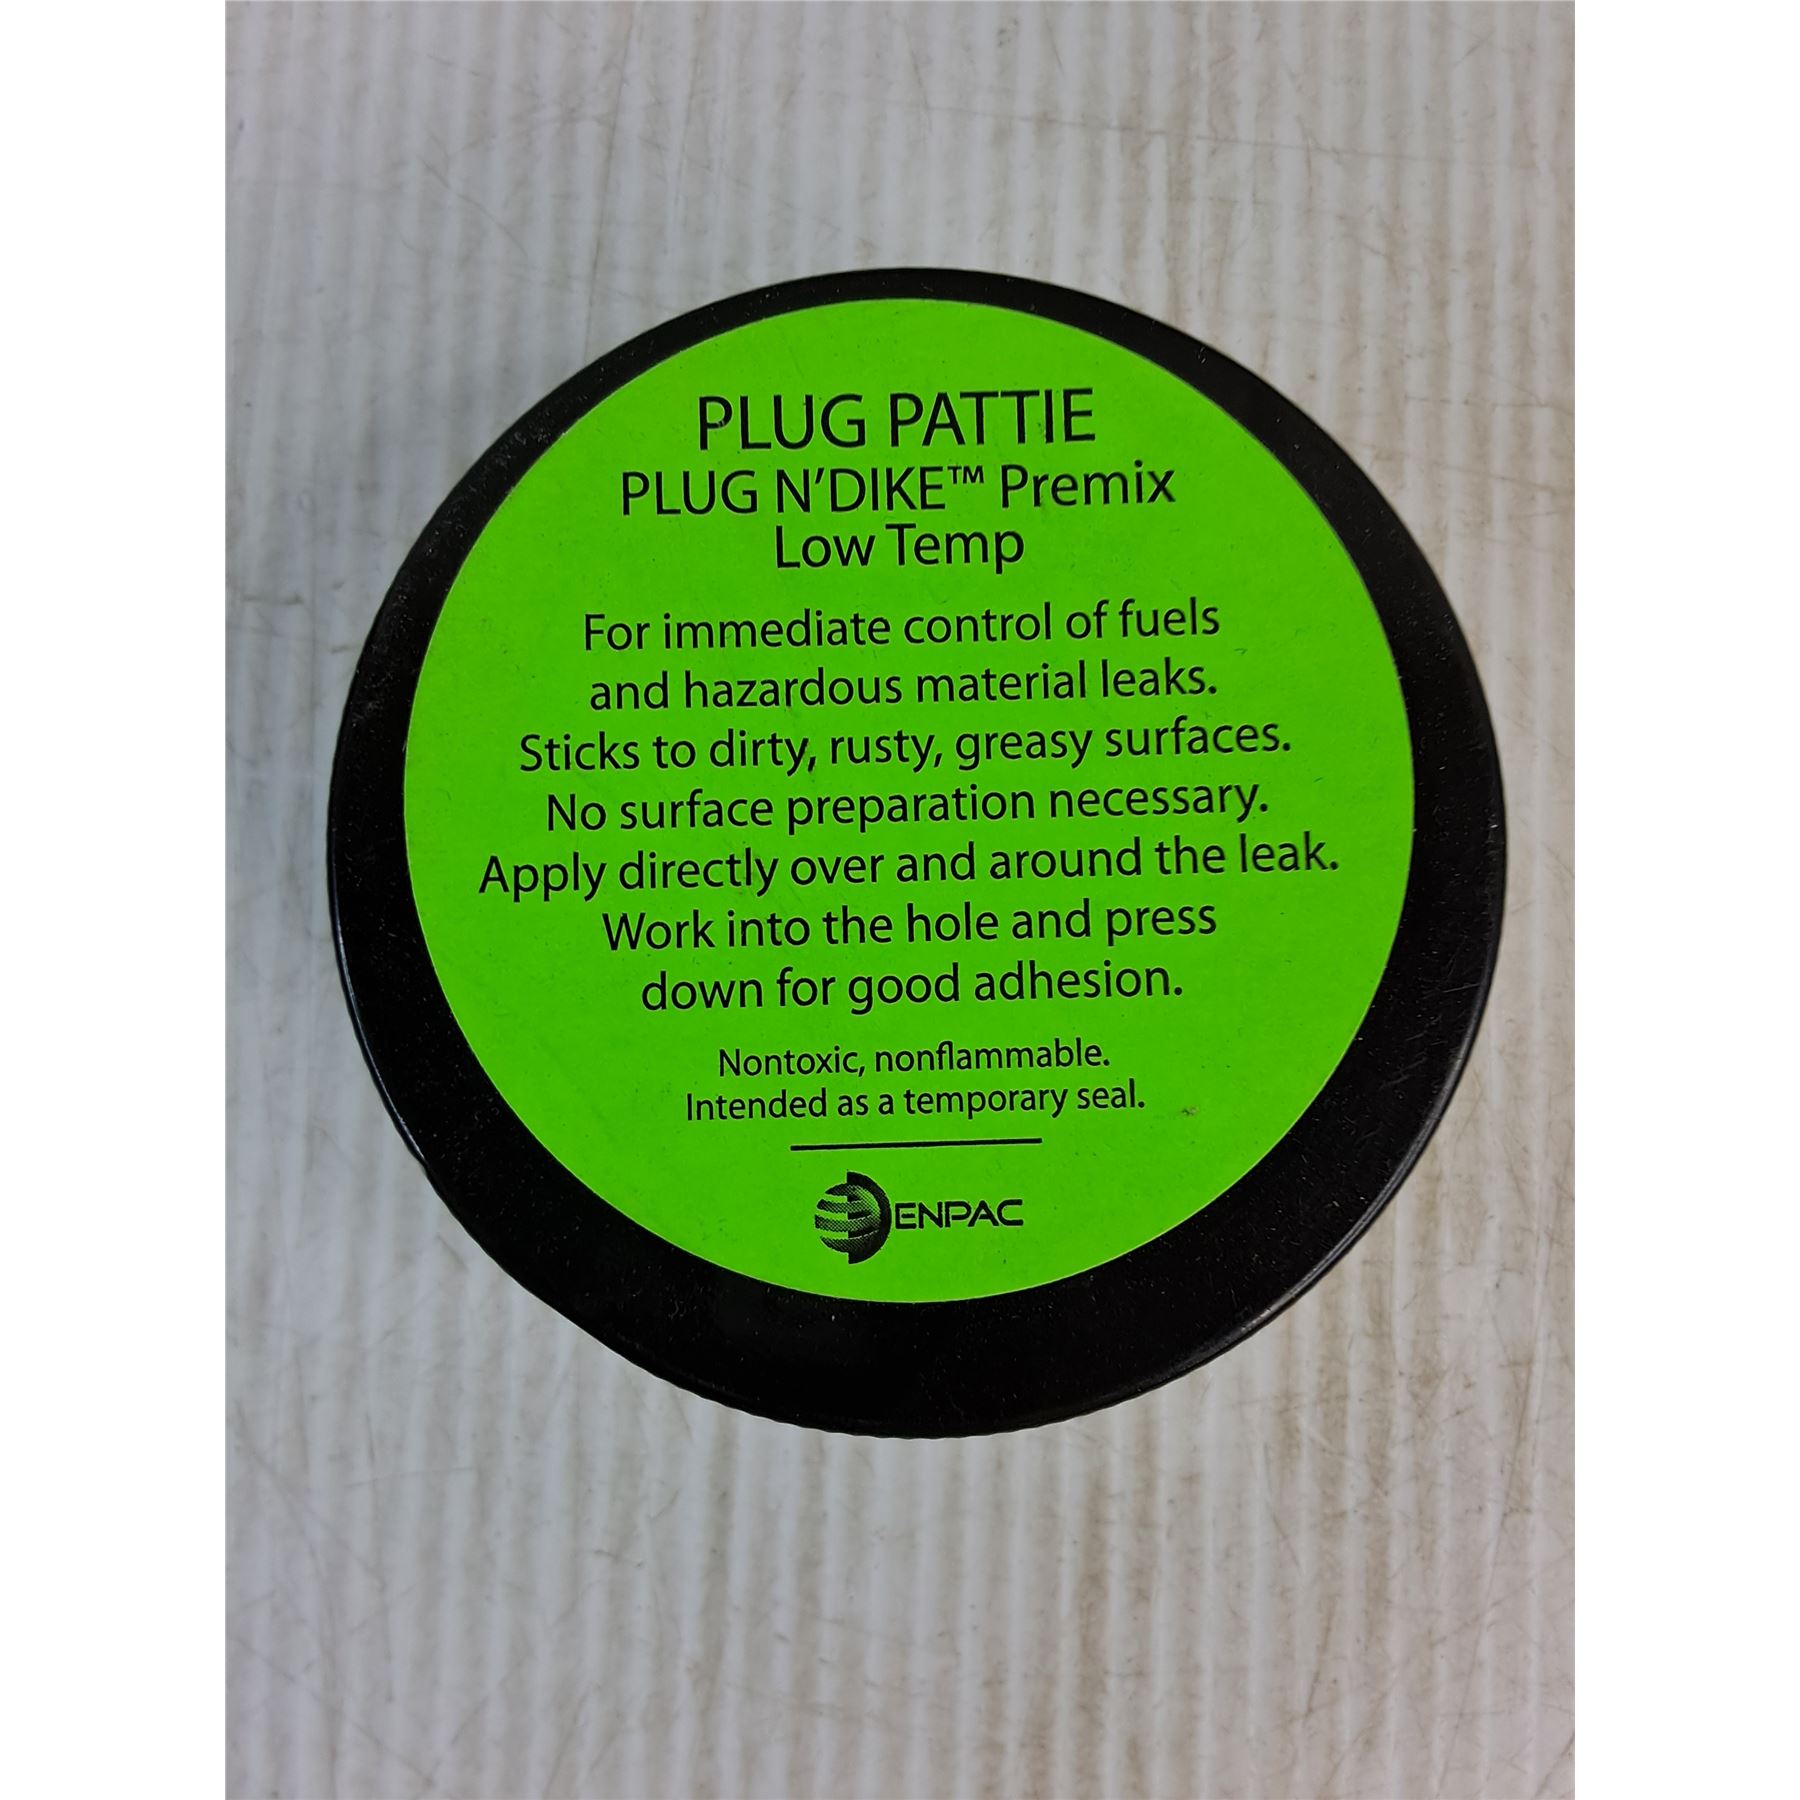 PLUG PATTIE
PLUG N'DIKE™ Premix
Low Temp
For immediate control of fuels
and hazardous material leaks.
Sticks to dirty, rusty, greasy surfaces.
No surface preparation necessary.
Apply directly over and around the leak.
Work into the hole and press
down for good adhesion.
Nontoxic, nonflammable.
Intended as a temporary seal.
ENPAC